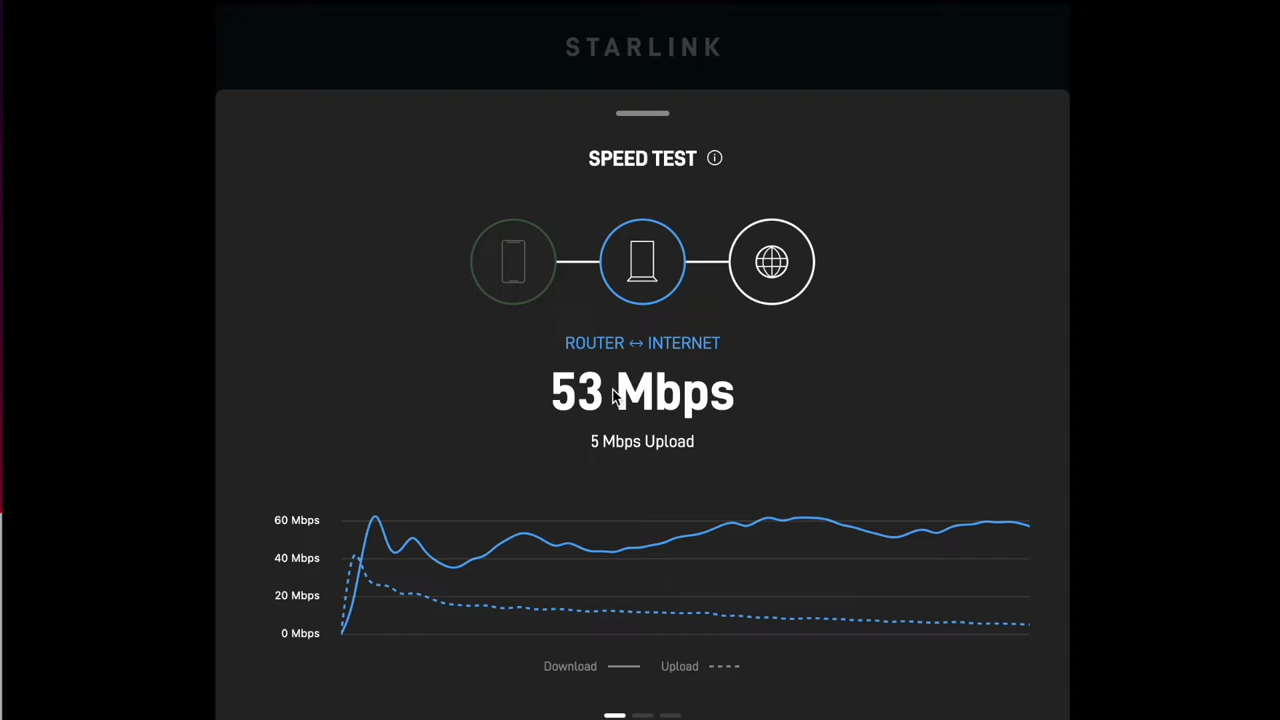 STARLINK
SPEED TEST
ROUTER ↔ INTERNET
53 Mbps
5 Mbps Upload
60 Mbps
40 Mbps
20 Mbps
0 Mbps
Download Upload